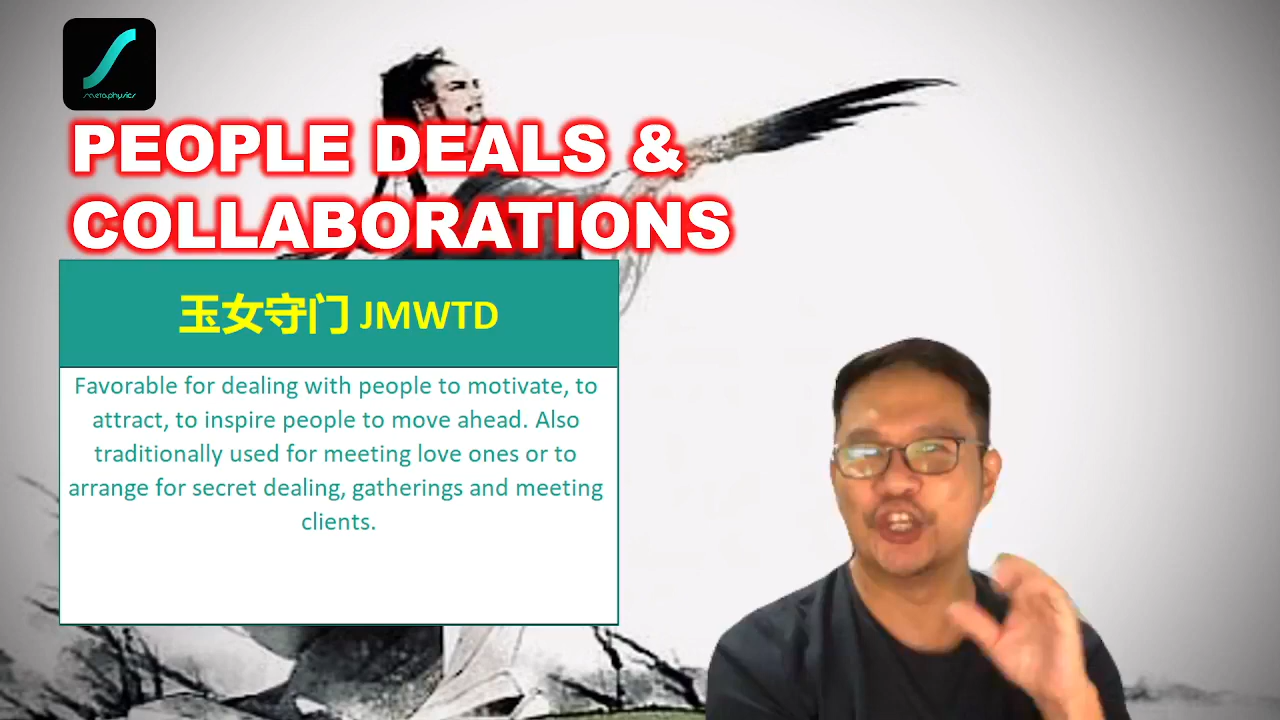 metaphysics
PEOPLE DEALS &
COLLABORATIONS
玉女守门 JMWTD
Favorable for dealing with people to motivate, to
attract, to inspire people to move ahead. Also
traditionally used for meeting love ones or to
arrange for secret dealing, gatherings and meeting
clients.